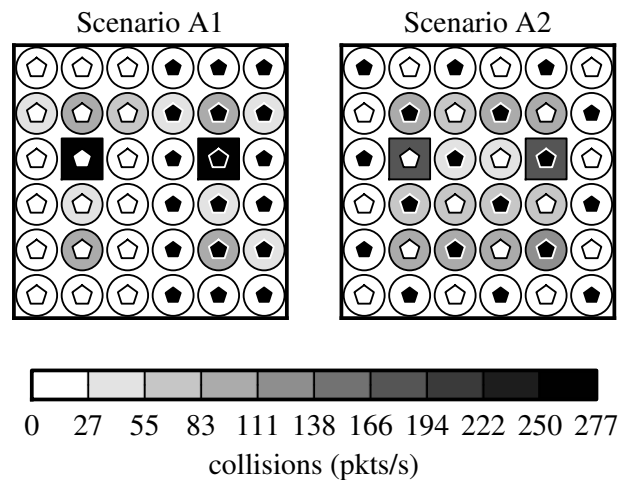 Scenario A1 Scenario A2
0 27 55 83 111 138 166 194 222 250 277
collisions (pkts/s)